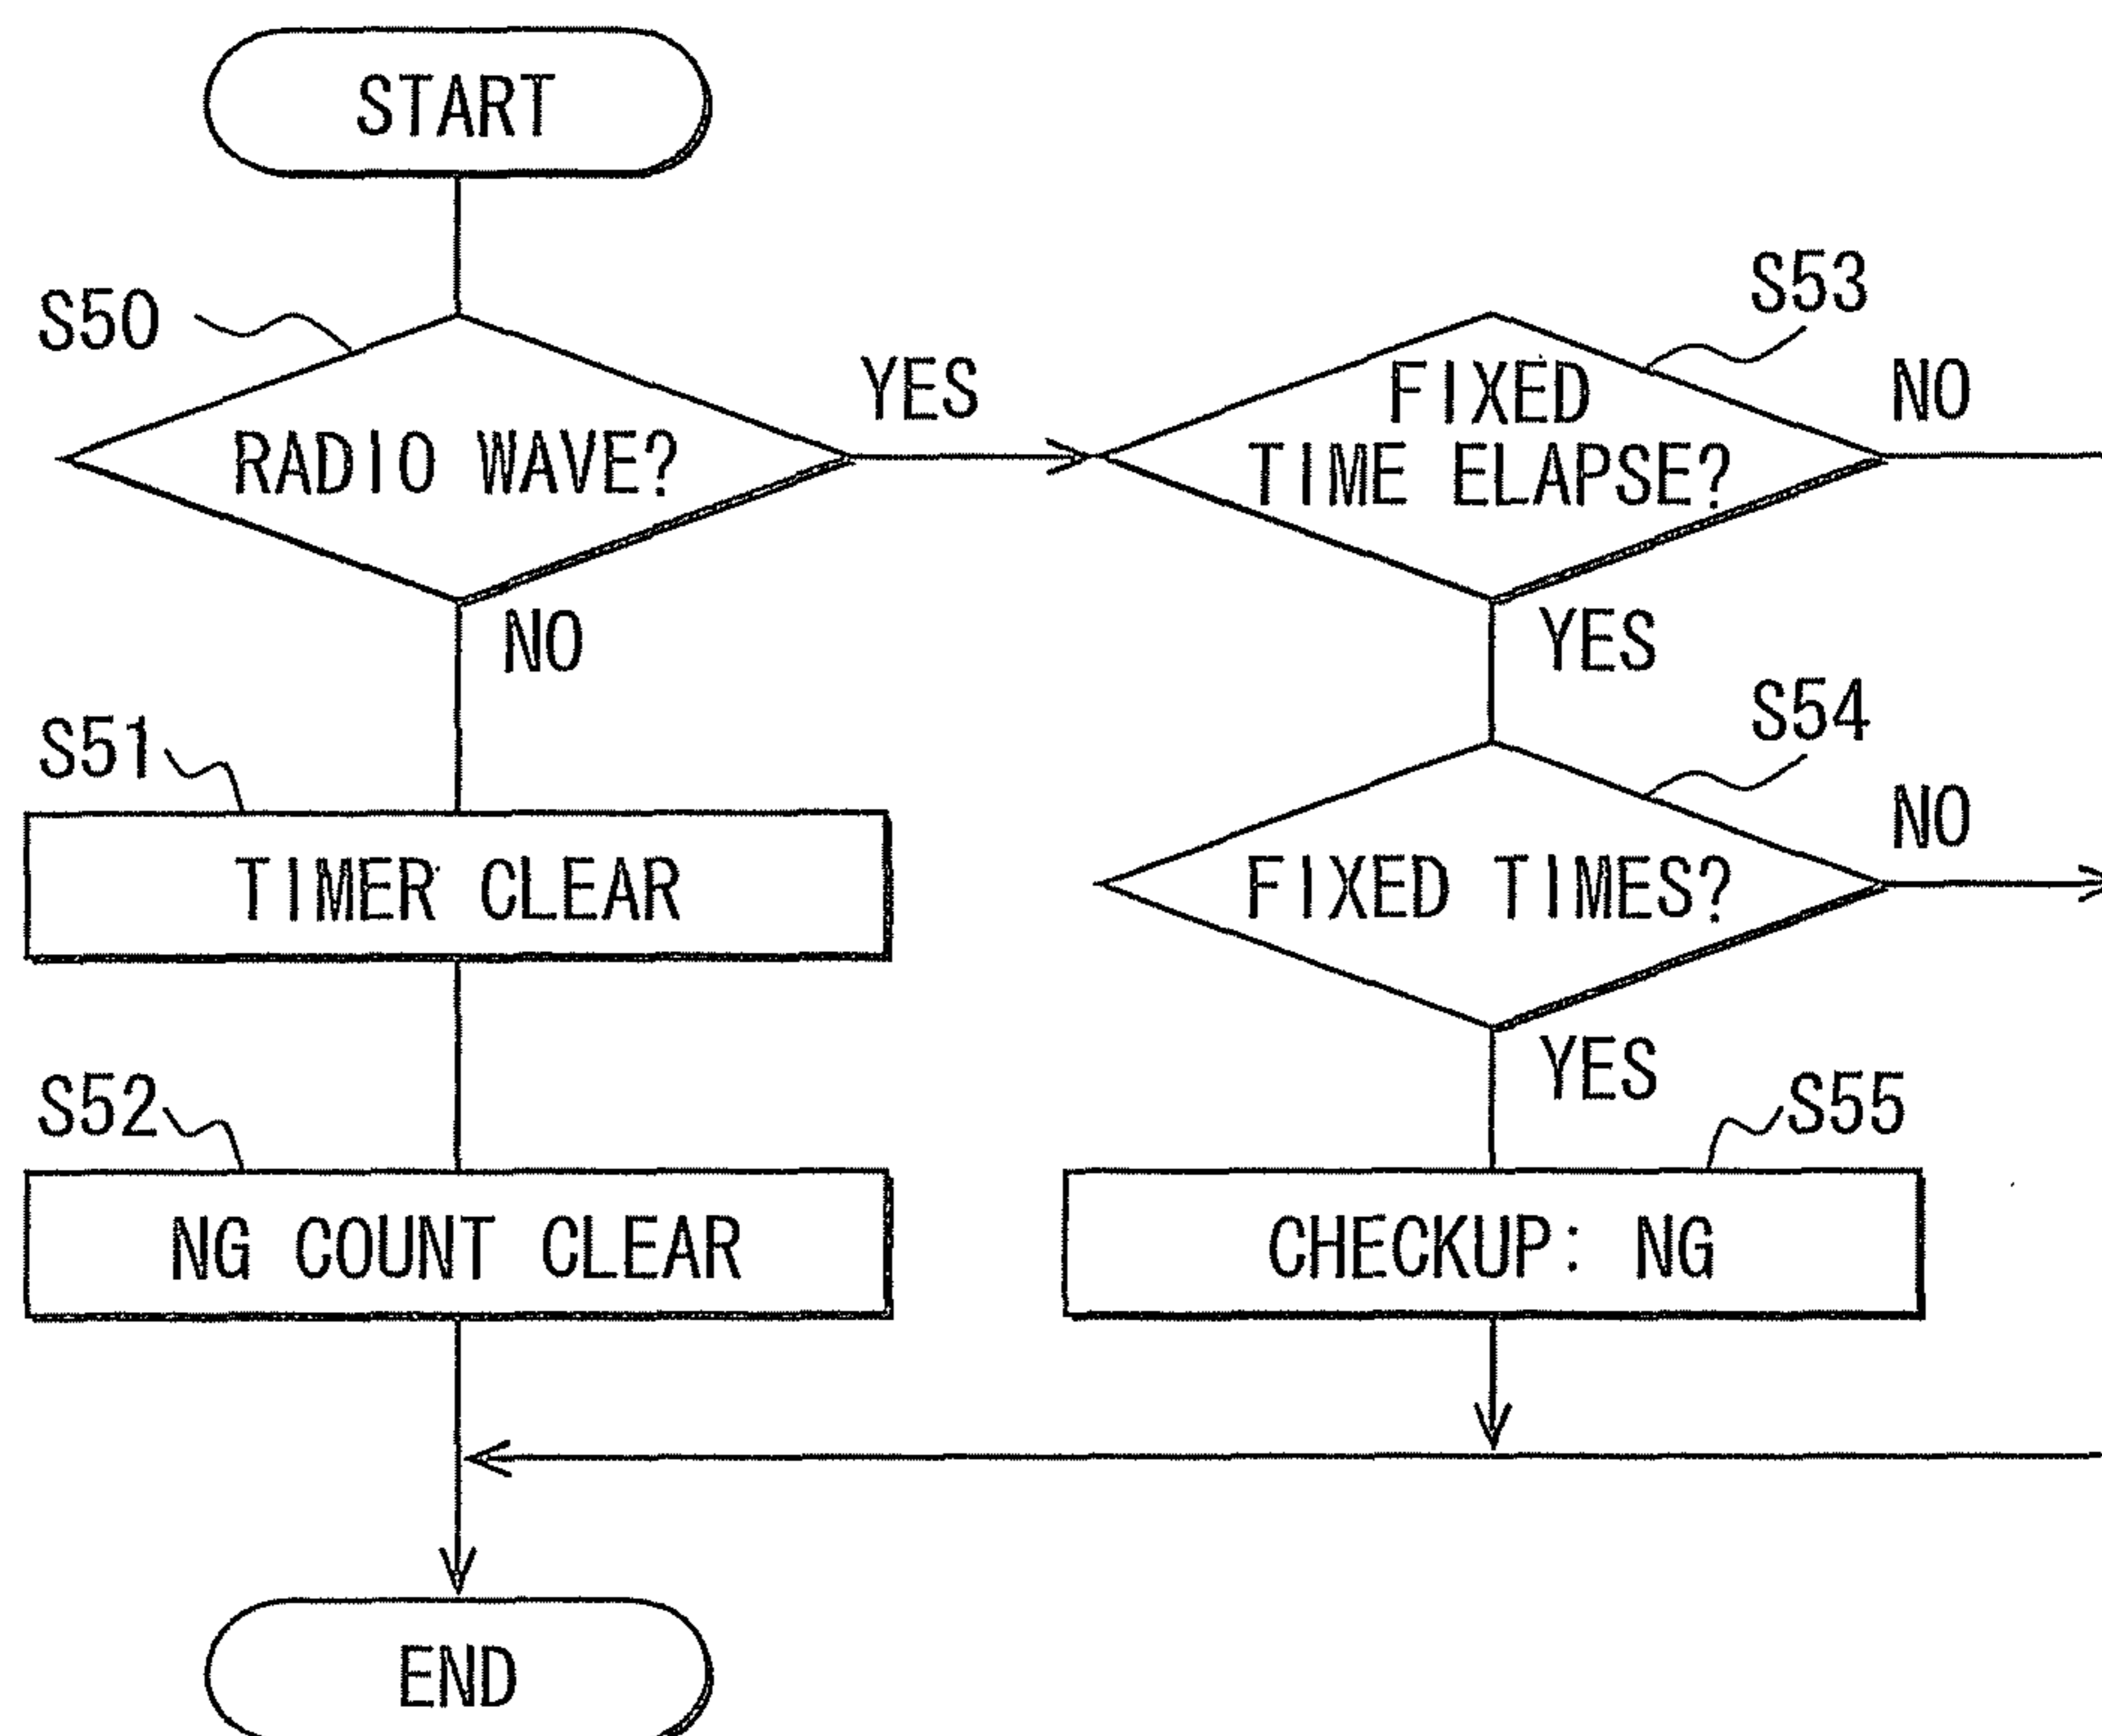 START
S50
RADIO WAVE?
YES
NO
S51
TIMER CLEAR
S52
NG COUNT CLEAR
END
S53
FIXED
TIME ELAPSE?
NO
YES
S54
FIXED TIMES?
NO
YES
S55
CHECKUP: NG